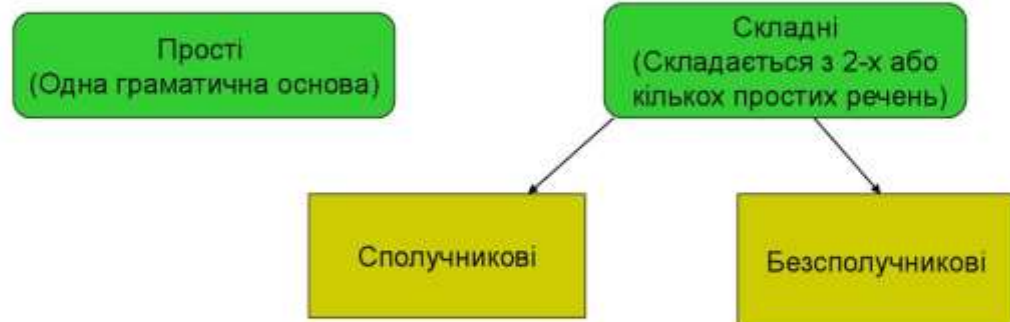 Прості
(Одна граматична основа)
Складні
(Складається з 2-х або
кількох простих речень)
Сполучникові
Безсполучникові